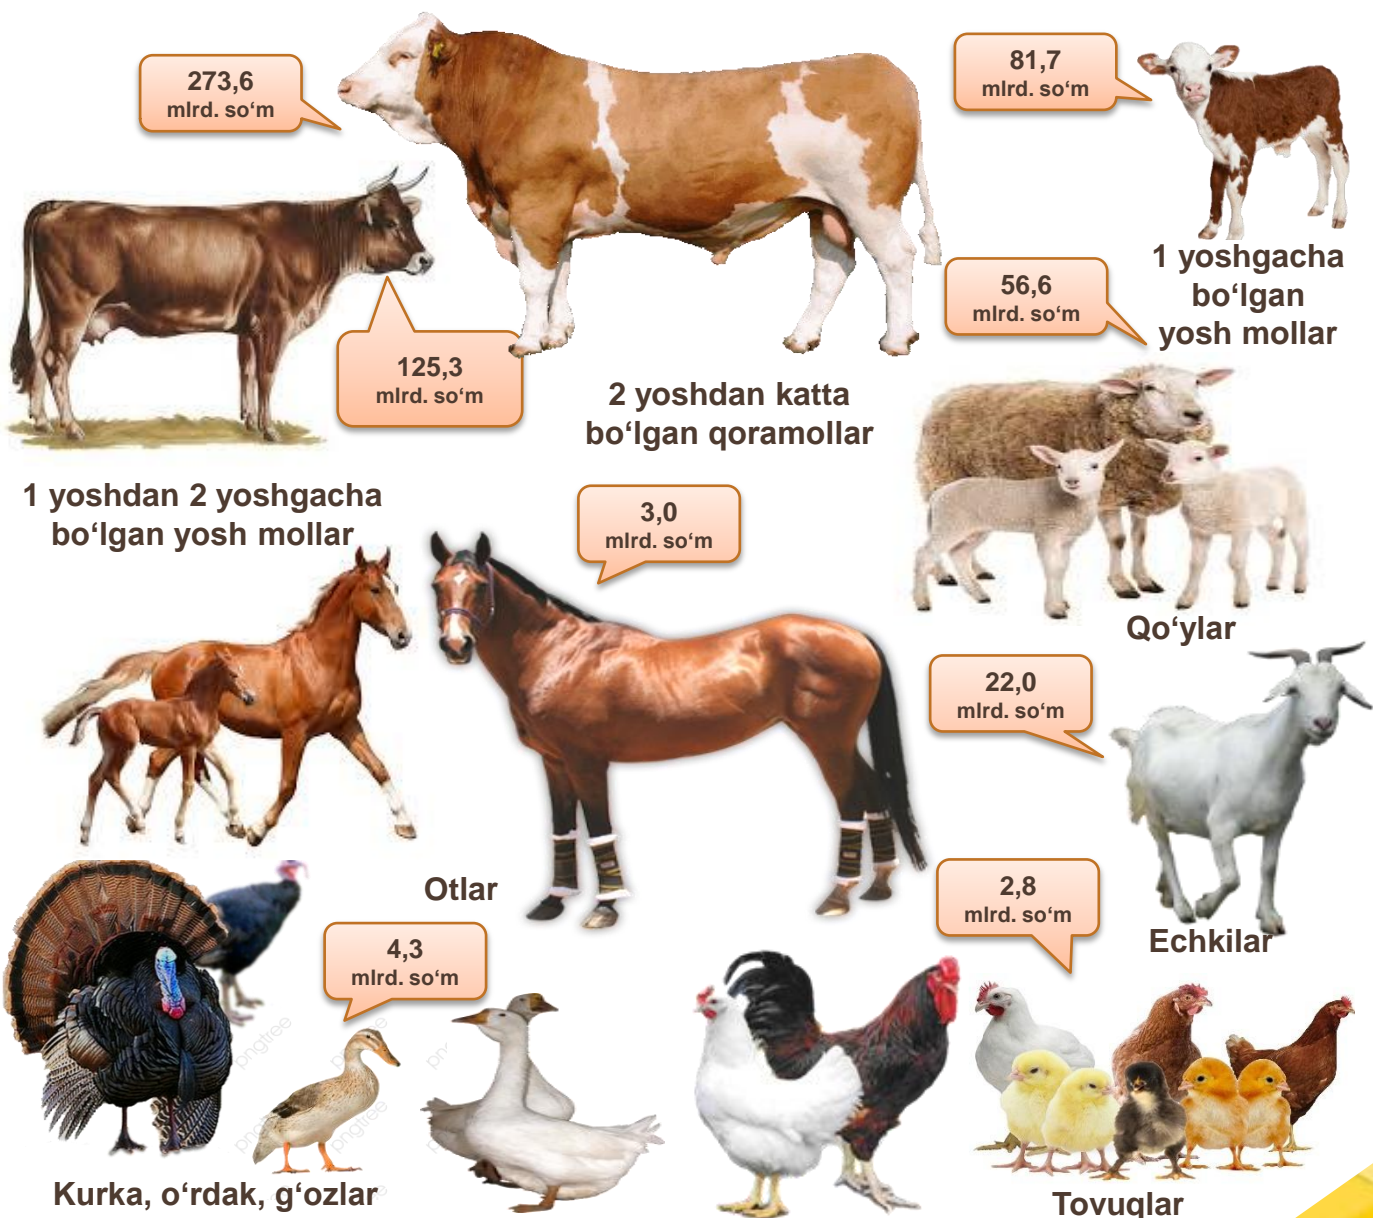 273,6
mlrd. so‘m
81,7
mlrd. so‘m
1 yoshgacha
bo‘lgan
yosh mollar
56,6
mlrd. so‘m
125,3
mlrd. so‘m
2 yoshdan katta
bo‘lgan qoramollar
1 yoshdan 2 yoshgacha
bo‘lgan yosh mollar
3,0
mlrd. so‘m
Qo‘ylar
22,0
mlrd. so‘m
Otlar
2,8
mlrd. so‘m
Echkilar
4,3
mlrd. so‘m
pngtree
pngtree
Kurka, o‘rdak, g‘ozlar
Tovuqlar